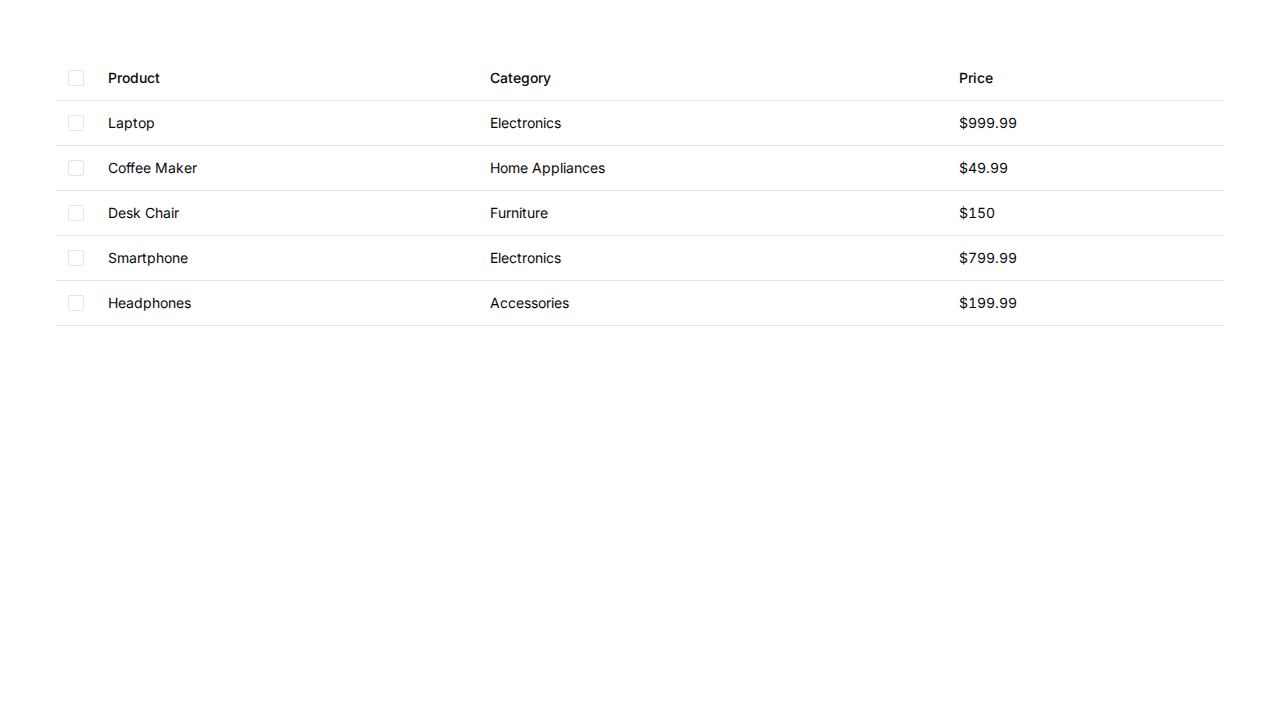 Product Category Price
Laptop Electronics $999.99
Coffee Maker Home Appliances $49.99
Desk Chair Furniture $150
Smartphone Electronics $799.99
Headphones Accessories $199.99